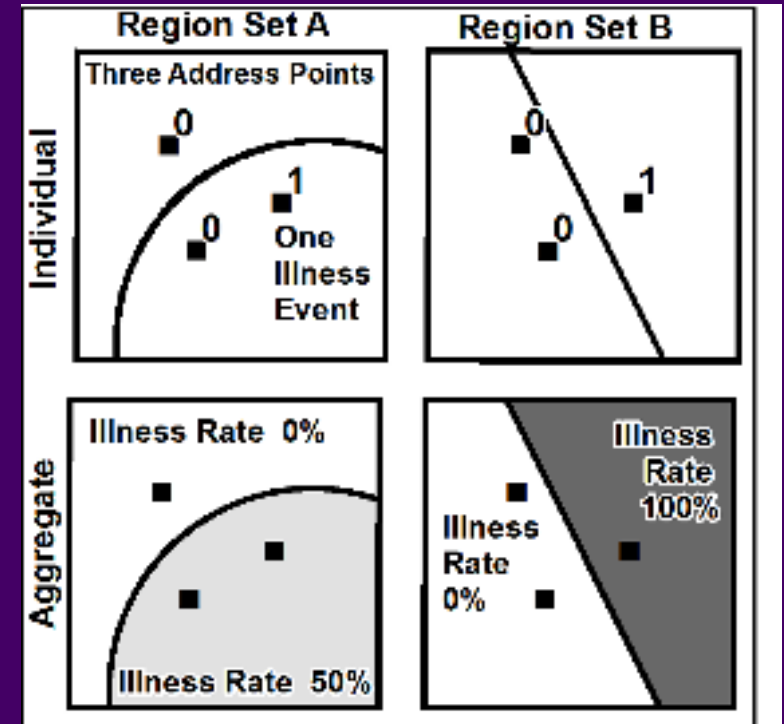 Region Set A
Region Set B
Individual
Three Address Points
0
1
0
One
Illness
Event
0
1
0
Aggregate
Illness Rate 0%
Illness Rate 50%
Illness
Rate
0%
Illness
Rate
100%